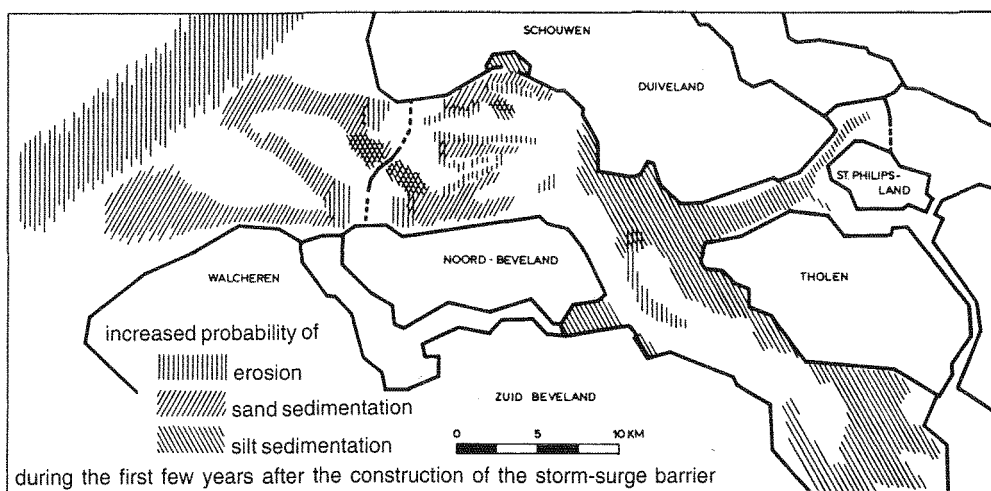 SCHOUWEN
DUIVELAND
ST. PHILIPS-
LAND
NOORD-BEVELAND
WALCHEREN
THOLEN
increased probability of
erosion
sand sedimentation
silt sedimentation
ZUID BEVELAND
0 5 10 KM
during the first few years after the construction of the storm-surge barrier